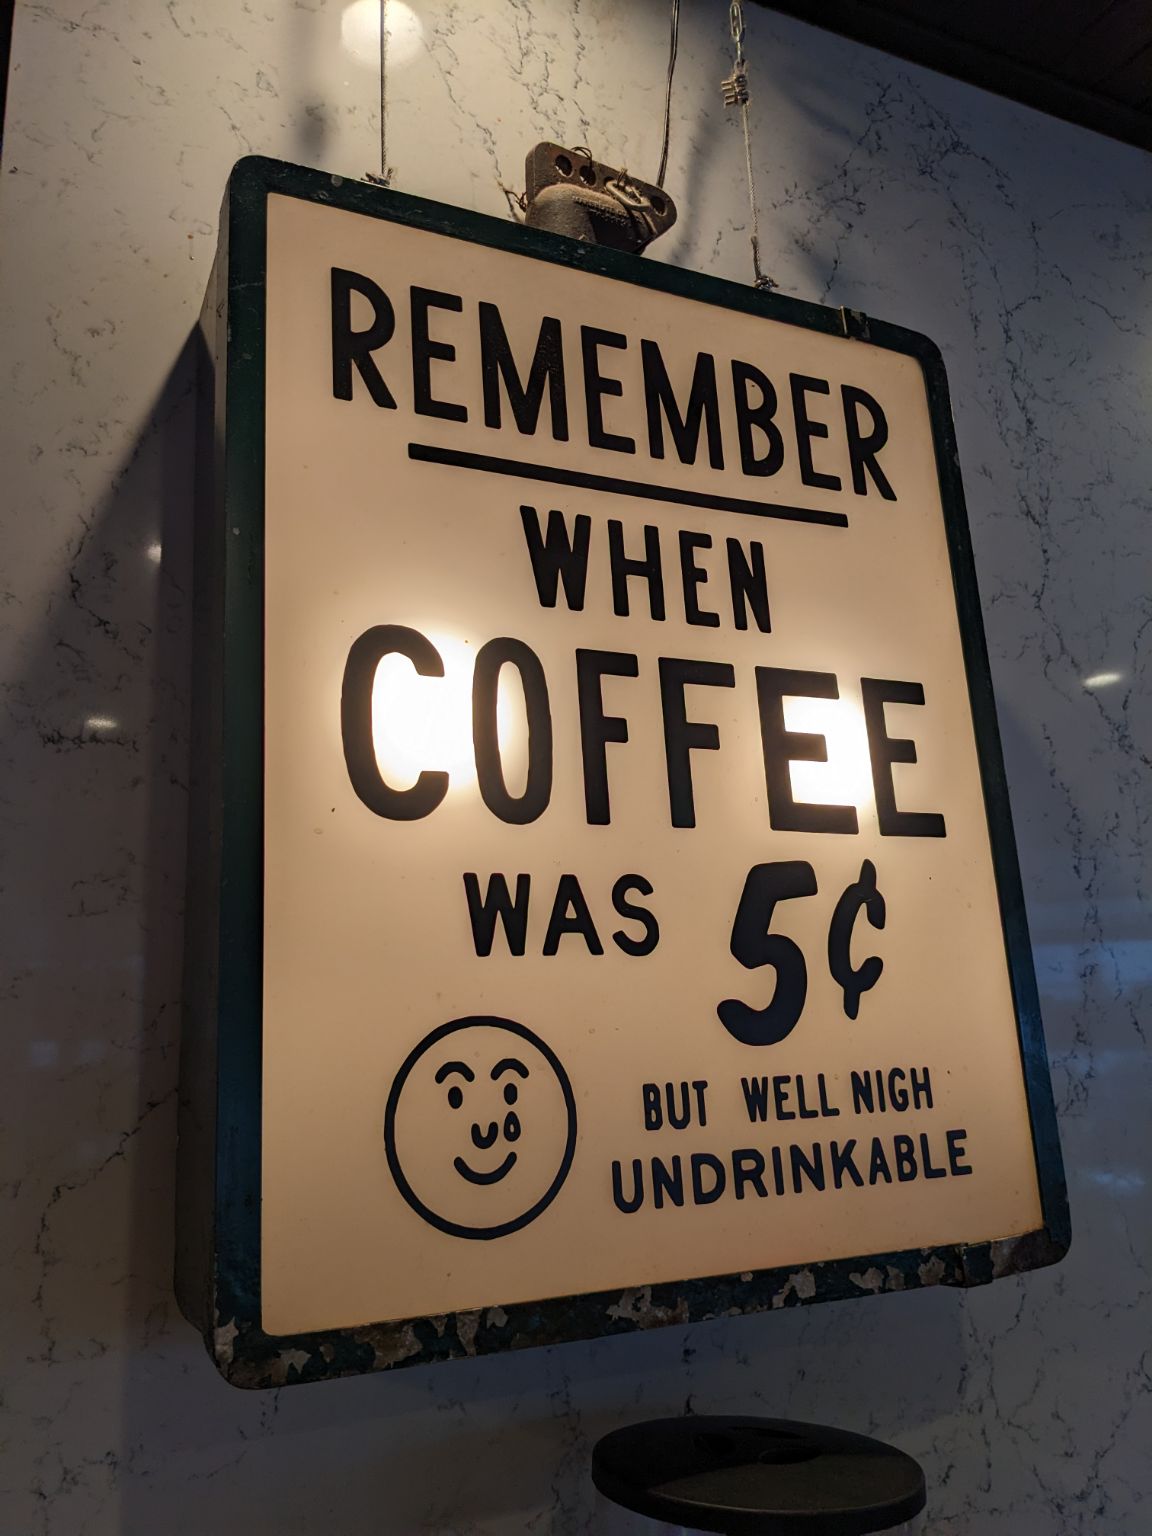 REMEMBER
WHEN
COFFEE
WAS 5¢
BUT WELL NIGH
UNDRINKABLE